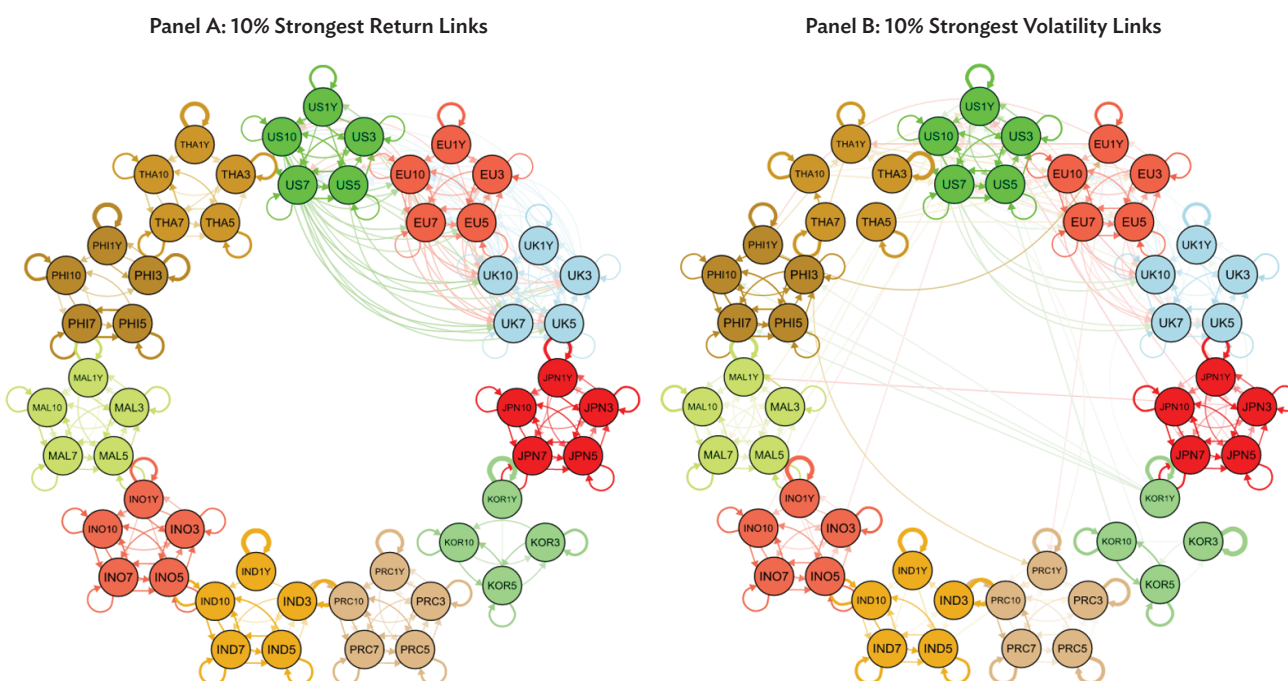 Panel A: 10% Strongest Return Links
Panel B: 10% Strongest Volatility Links
US1Y
US10
US3
US7
US5
EU1Y
EU10
EU3
EU7
EU5
UK1Y
UK10
UK3
UK7
UK5
JPN1Y
JPN10
JPN3
JPN7
JPN5
KOR1Y
KOR10
KOR3
KOR5
PRC1Y
PRC10
PRC3
PRC7
PRC5
IND1Y
IND10
IND3
IND7
IND5
INO1Y
INO10
INO3
INO7
INO5
MAL1Y
MAL10
MAL3
MAL7
MAL5
PHI1Y
PHI10
PHI3
PHI7
PHI5
THA1Y
THA10
THA3
THA7
THA5
US1Y
US10
US3
US7
US5
EU1Y
EU10
EU3
EU7
EU5
UK1Y
UK10
UK3
UK7
UK5
JPN1Y
JPN10
JPN3
JPN7
JPN5
KOR1Y
KOR10
KOR3
KOR5
PRC1Y
PRC10
PRC3
PRC7
PRC5
IND1Y
IND10
IND3
IND7
IND5
INO1Y
INO10
INO3
INO7
INO5
MAL1Y
MAL10
MAL3
MAL7
MAL5
PHI1Y
PHI10
PHI3
PHI7
PHI5
THA1Y
THA10
THA3
THA7
THA5